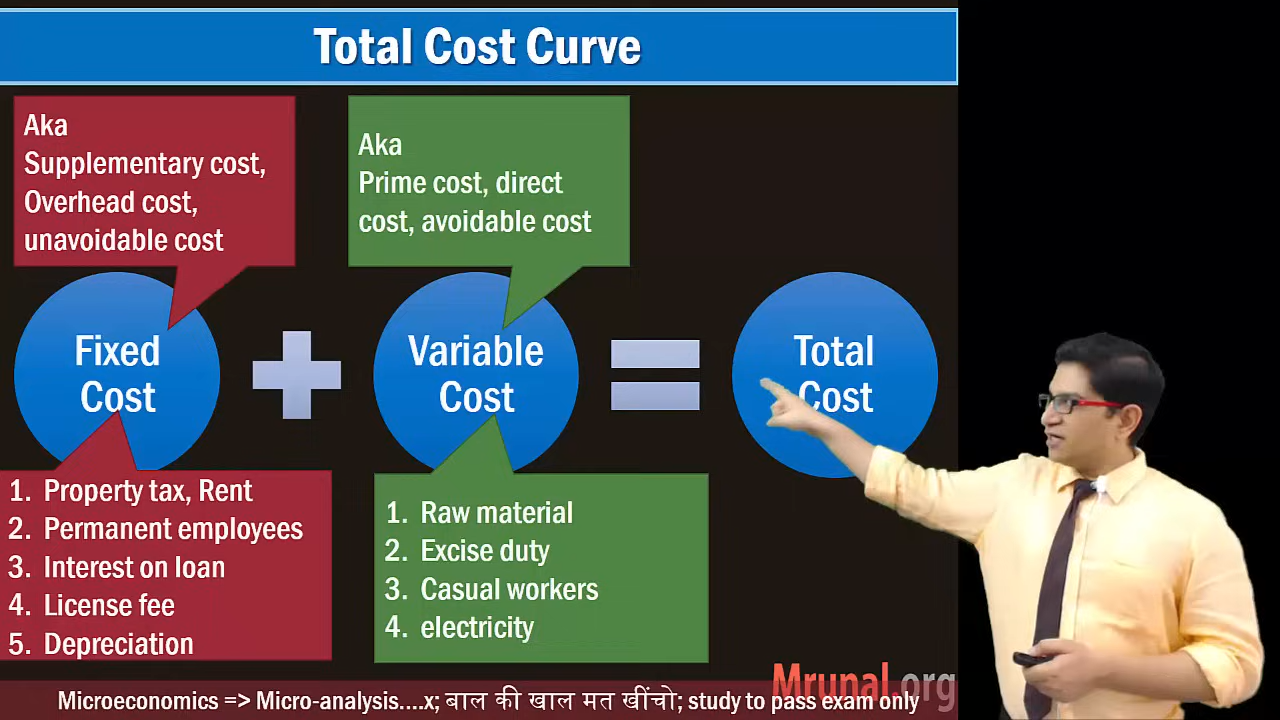 Total Cost Curve
Aka
Supplementary cost,
Overhead cost,
unavoidable cost
Aka
Prime cost, direct
cost, avoidable cost
Fixed
Cost
Variable
Cost
Total
Cost
1. Property tax, Rent
2. Permanent employees
3. Interest on loan
4. License fee
5. Depreciation
1. Raw material
2. Excise duty
3. Casual workers
4. electricity
Mrunal.org
Microeconomics => Micro-analysis....x; बाल की खाल मत खींचो; study to pass exam only